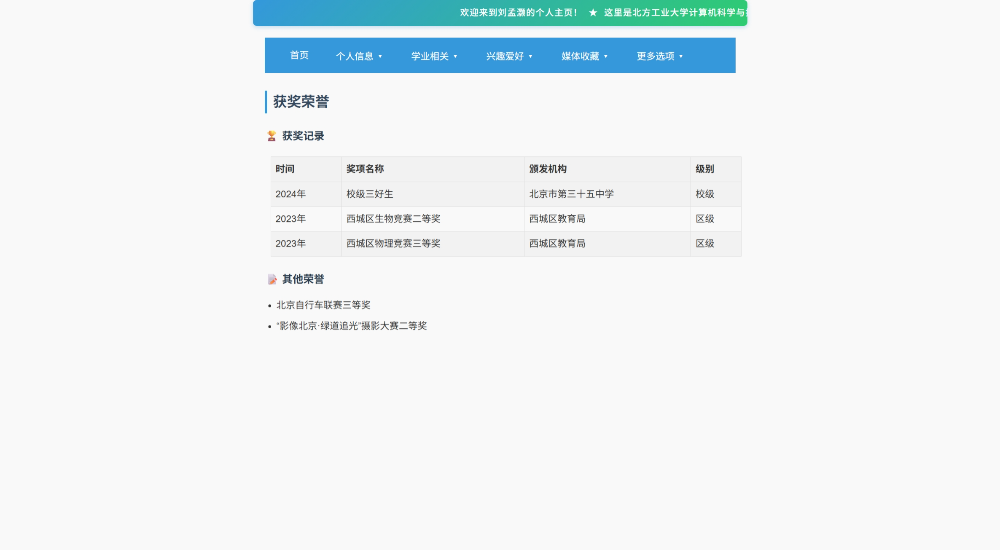 欢迎来到刘孟灏的个人主页！ ★ 这里是北方工业大学计算机科学与
首页 个人信息 ▼ 学业相关 ▼ 兴趣爱好 ▼ 媒体收藏 ▼ 更多选项 ▼
获奖荣誉
🏆 获奖记录
时间 奖项名称 颁发机构 级别
2024年 校级三好生 北京市第三十五中学 校级
2023年 西城区生物竞赛二等奖 西城区教育局 区级
2023年 西城区物理竞赛三等奖 西城区教育局 区级
📝 其他荣誉
• 北京自行车联赛三等奖
• “影像北京·绿道追光”摄影大赛二等奖